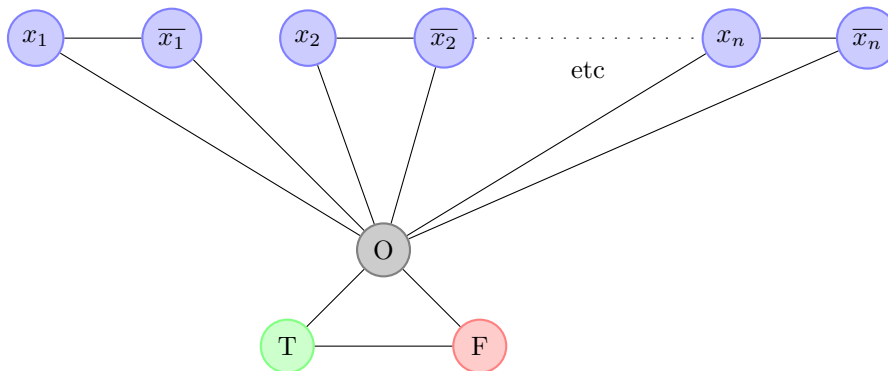 x₁ x̅₁ x₂ x̅₂ xₙ x̅ₙ
etc
O
T F